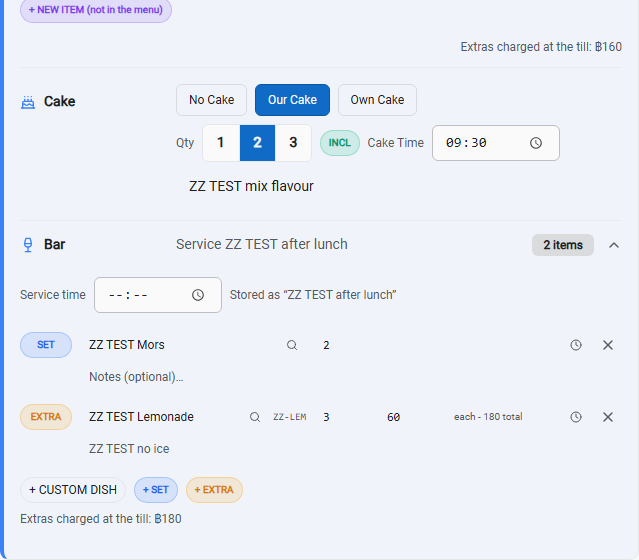 + NEW ITEM (not in the menu)
Extras charged at the till: ฿160
Cake
No Cake Our Cake Own Cake
Qty 1 2 3 INCL Cake Time 09:30
ZZ TEST mix flavour
Bar Service ZZ TEST after lunch 2 items
Service time --:-- Stored as “ZZ TEST after lunch”
SET ZZ TEST Mors 2
Notes (optional)...
EXTRA ZZ TEST Lemonade ZZ-LEM 3 60 each - 180 total
ZZ TEST no ice
+ CUSTOM DISH + SET + EXTRA
Extras charged at the till: ฿180